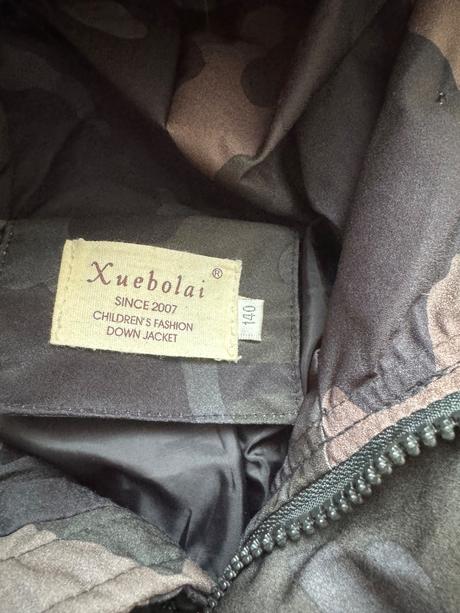 Xuebolai ®
SINCE 2007
CHILDREN'S FASHION
DOWN JACKET
140